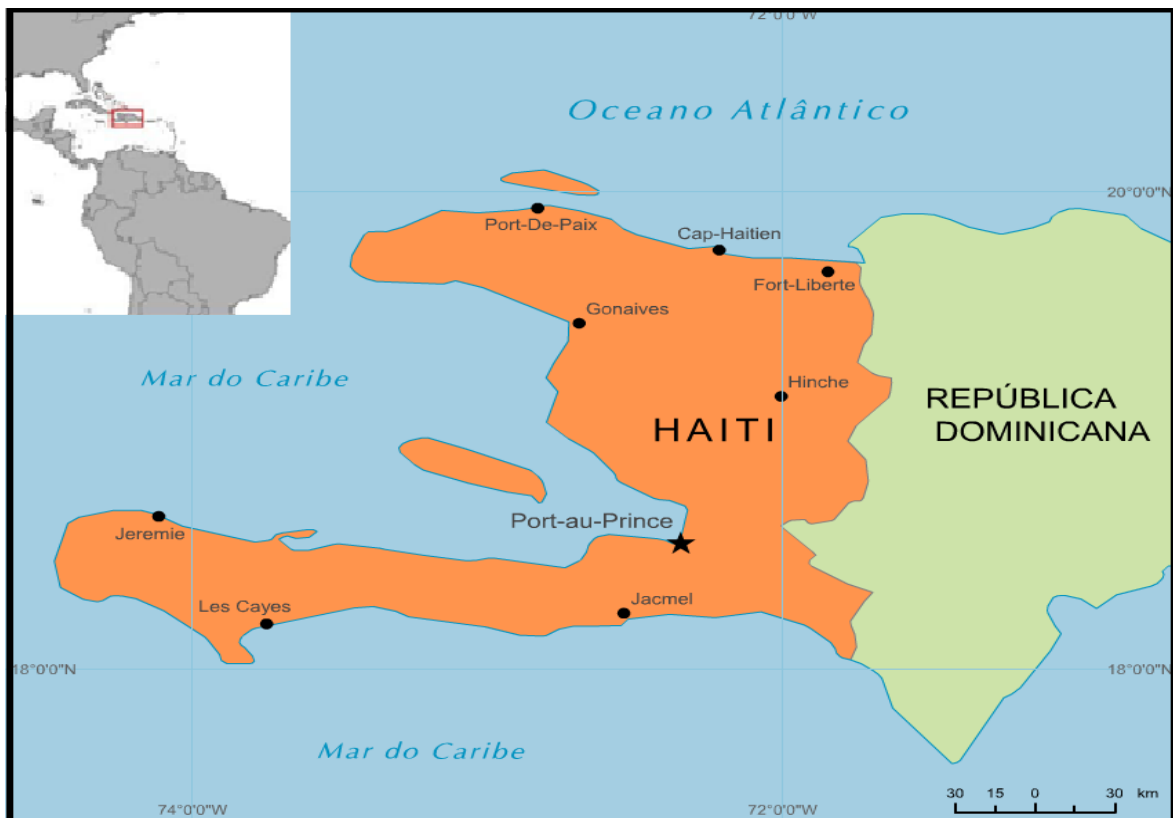 72°0'0"W
Oceano Atlântico
20°0'0"N
Port-De-Paix
Cap-Haitien
Fort-Liberte
Gonaives
Mar do Caribe
Hinche
HAITI
REPÚBLICA
DOMINICANA
Port-au-Prince
Jeremie
Les Cayes
Jacmel
18°0'0"N
18°0'0"N
Mar do Caribe
74°0'0"W
72°0'0"W
30 15 0 30 km